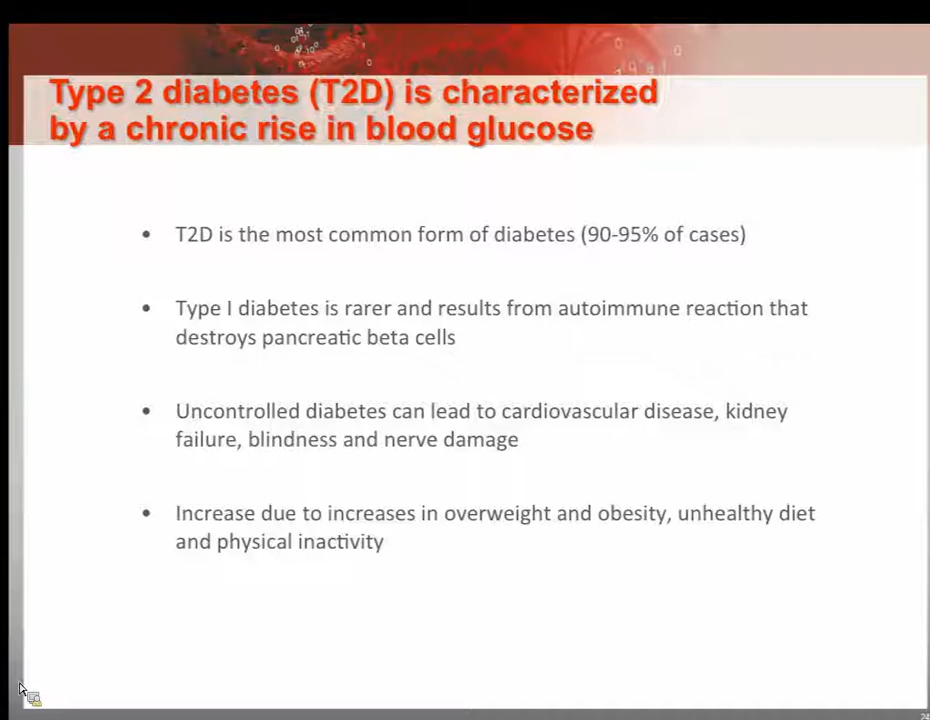 Type 2 diabetes (T2D) is characterized
by a chronic rise in blood glucose
• T2D is the most common form of diabetes (90-95% of cases)
• Type I diabetes is rarer and results from autoimmune reaction that
destroys pancreatic beta cells
• Uncontrolled diabetes can lead to cardiovascular disease, kidney
failure, blindness and nerve damage
• Increase due to increases in overweight and obesity, unhealthy diet
and physical inactivity